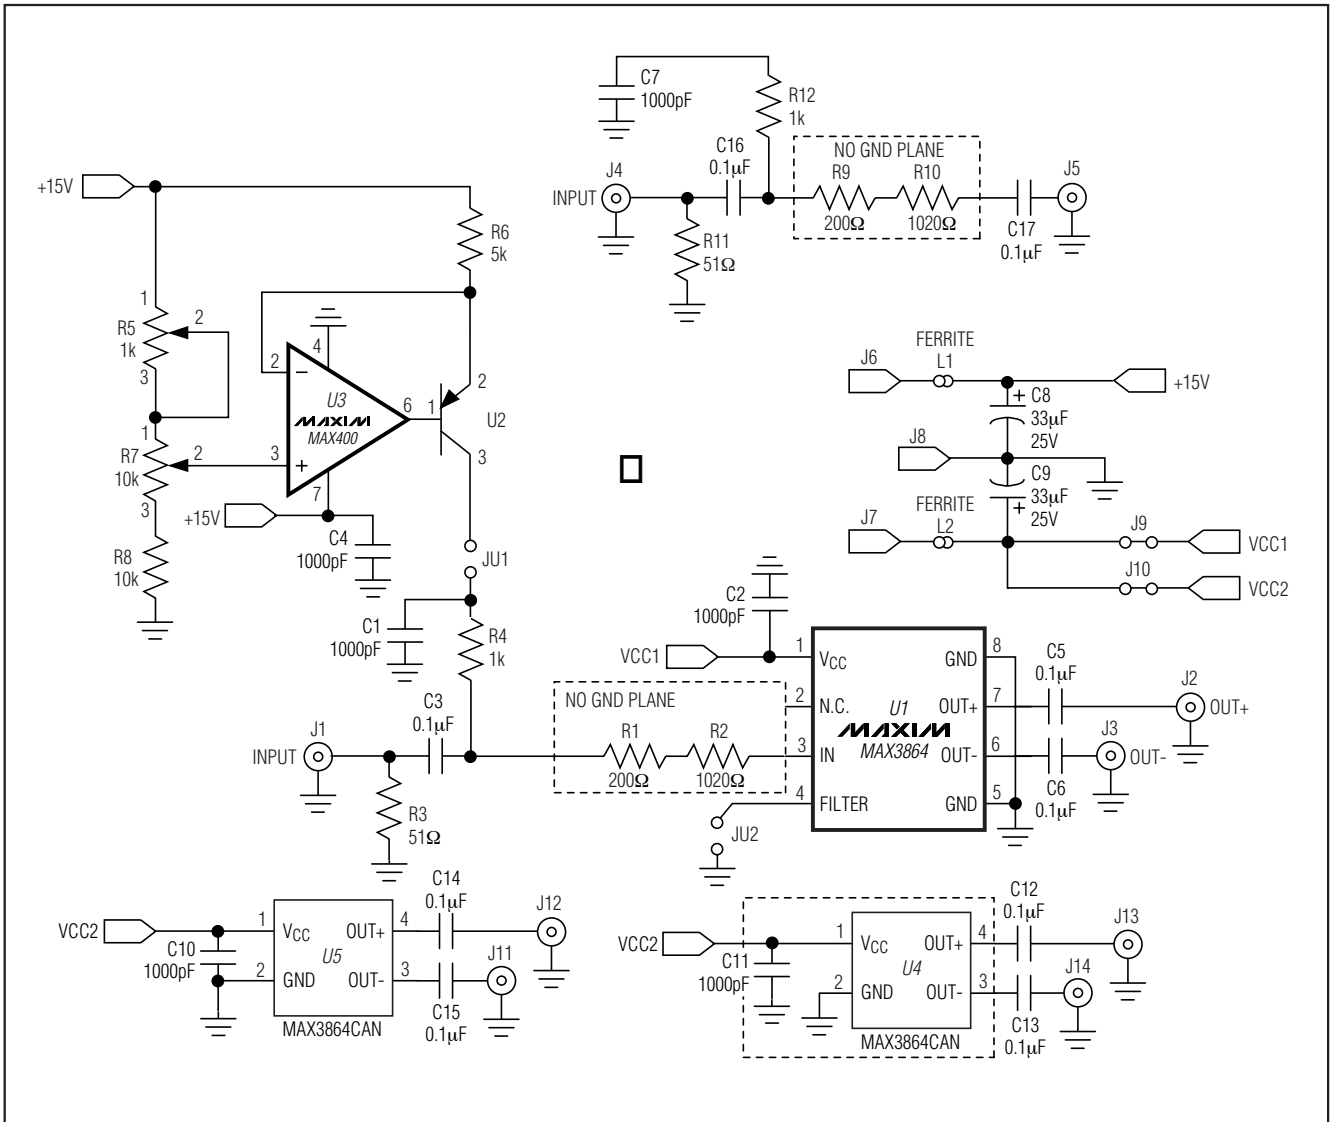 C7
1000pF
R12
1k
C16
0.1µF
NO GND PLANE
J4
INPUT
R9
200Ω
R10
1020Ω
J5
C17
0.1µF
R11
51Ω
+15V
R6
5k
1
2
R5
1k
3
1
R7
10k
2
3
R8
10k
2
4
−
U3
MAXIM
MAX400
6
3
+
7
+15V
C4
1000pF
1
2
U2
3
JU1
C1
1000pF
R4
1k
FERRITE
J6
L1
+15V
+
C8
33µF
25V
J8
C9
33µF
25V
+
FERRITE
J7
L2
J9
VCC1
J10
VCC2
C2
1000pF
VCC1
1
VCC
GND
8
2
N.C.
U1
OUT+
7
MAXIM
MAX3864
3
IN
OUT-
6
4
FILTER
GND
5
C5
0.1µF
J2
OUT+
J3
OUT-
C6
0.1µF
JU2
NO GND PLANE
R1
200Ω
R2
1020Ω
C3
0.1µF
J1
INPUT
R3
51Ω
VCC2
C10
1000pF
1
VCC
OUT+
4
U5
2
GND
OUT-
3
MAX3864CAN
C14
0.1µF
J12
J11
C15
0.1µF
VCC2
C11
1000pF
1
VCC
OUT+
4
U4
2
GND
OUT-
3
MAX3864CAN
C12
0.1µF
J13
J14
C13
0.1µF